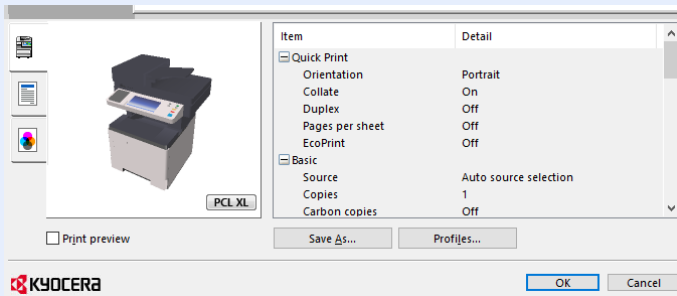 Item Detail
Quick Print
Orientation Portrait
Collate On
Duplex Off
Pages per sheet Off
EcoPrint Off
Basic
Source Auto source selection
Copies 1
Carbon copies Off
PCL XL
Print preview
Save As... Profiles...
KYOCERA
OK Cancel